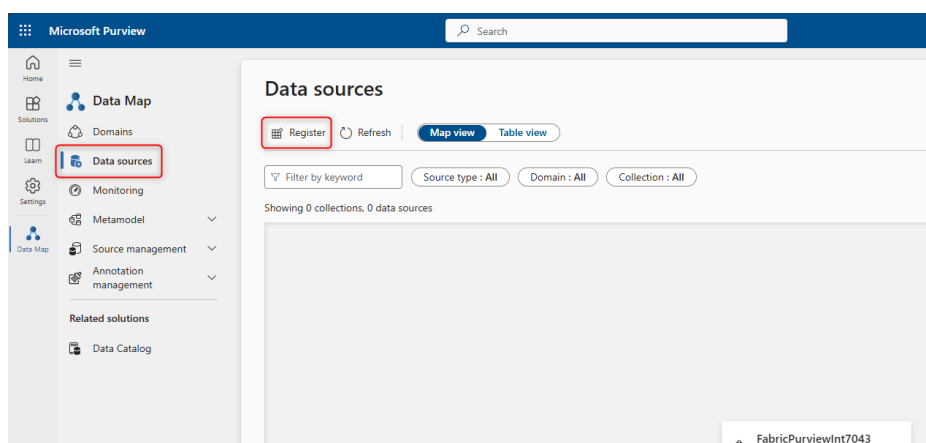 Microsoft Purview
Search
Home
Solutions
Learn
Settings
Data Map
Data Map
Domains
Data sources
Monitoring
Metamodel
Source management
Annotation
management
Related solutions
Data Catalog
Data sources
Register Refresh Map view Table view
Filter by keyword Source type : All Domain : All Collection : All
Showing 0 collections, 0 data sources
FabricPurviewInt7043